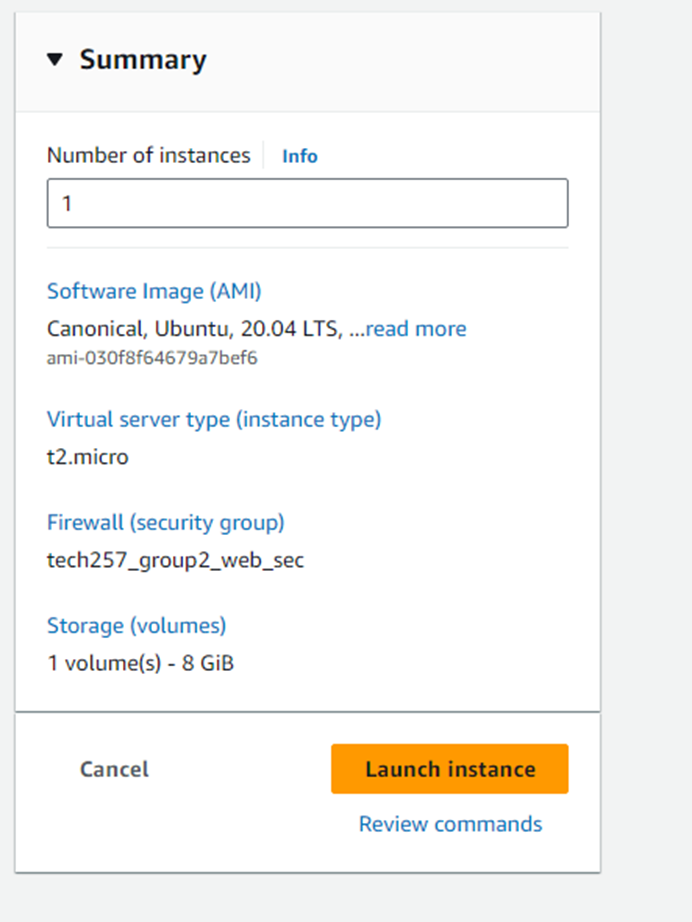 Summary
Number of instances Info
1
Software Image (AMI)
Canonical, Ubuntu, 20.04 LTS, ...read more
ami-030f8f64679a7bef6
Virtual server type (instance type)
t2.micro
Firewall (security group)
tech257_group2_web_sec
Storage (volumes)
1 volume(s) - 8 GiB
Cancel Launch instance
Review commands